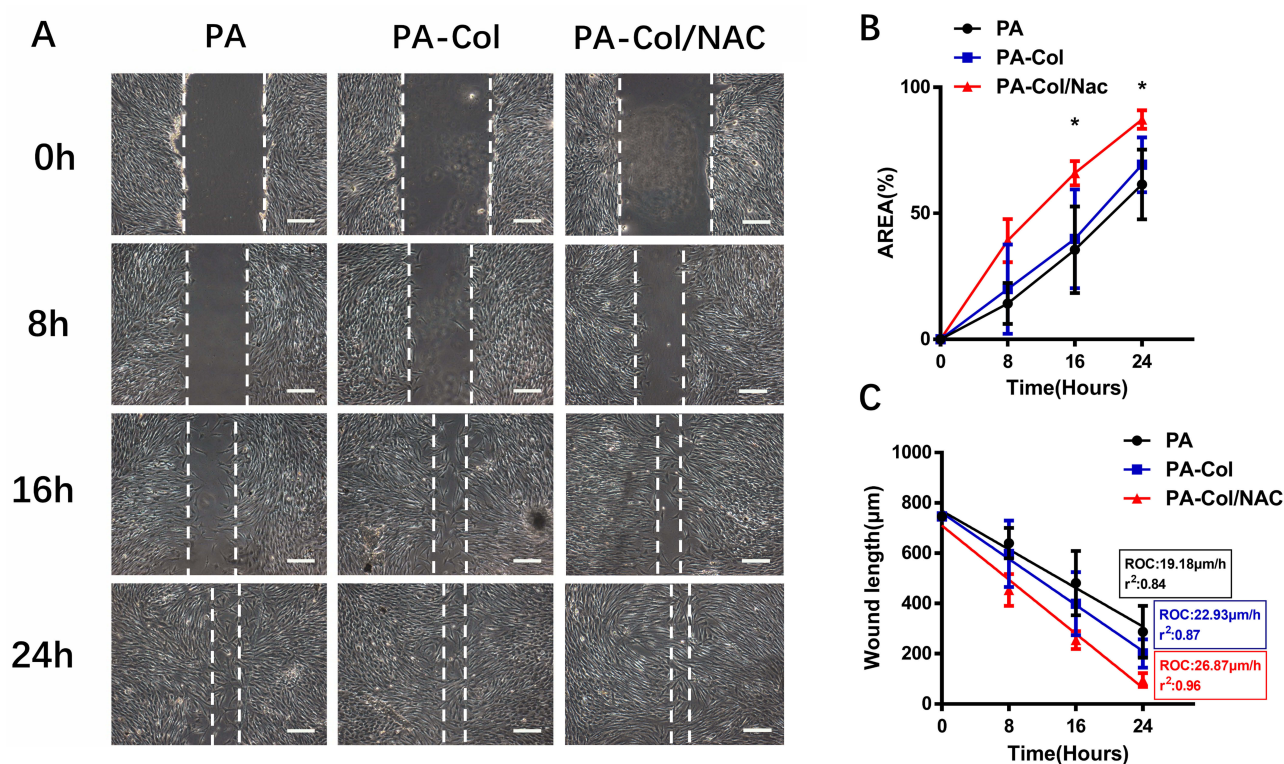 A
PA
PA-Col
PA-Col/NAC
0h
8h
16h
24h
B
PA
PA-Col
PA-Col/Nac
100
50
0
AREA(%)
*
*
0
8
16
24
Time(Hours)
C
PA
PA-Col
PA-Col/NAC
1000
800
600
400
200
0
Wound length(μm)
ROC:19.18μm/h
r²:0.84
ROC:22.93μm/h
r²:0.87
ROC:26.87μm/h
r²:0.96
0
8
16
24
Time(Hours)